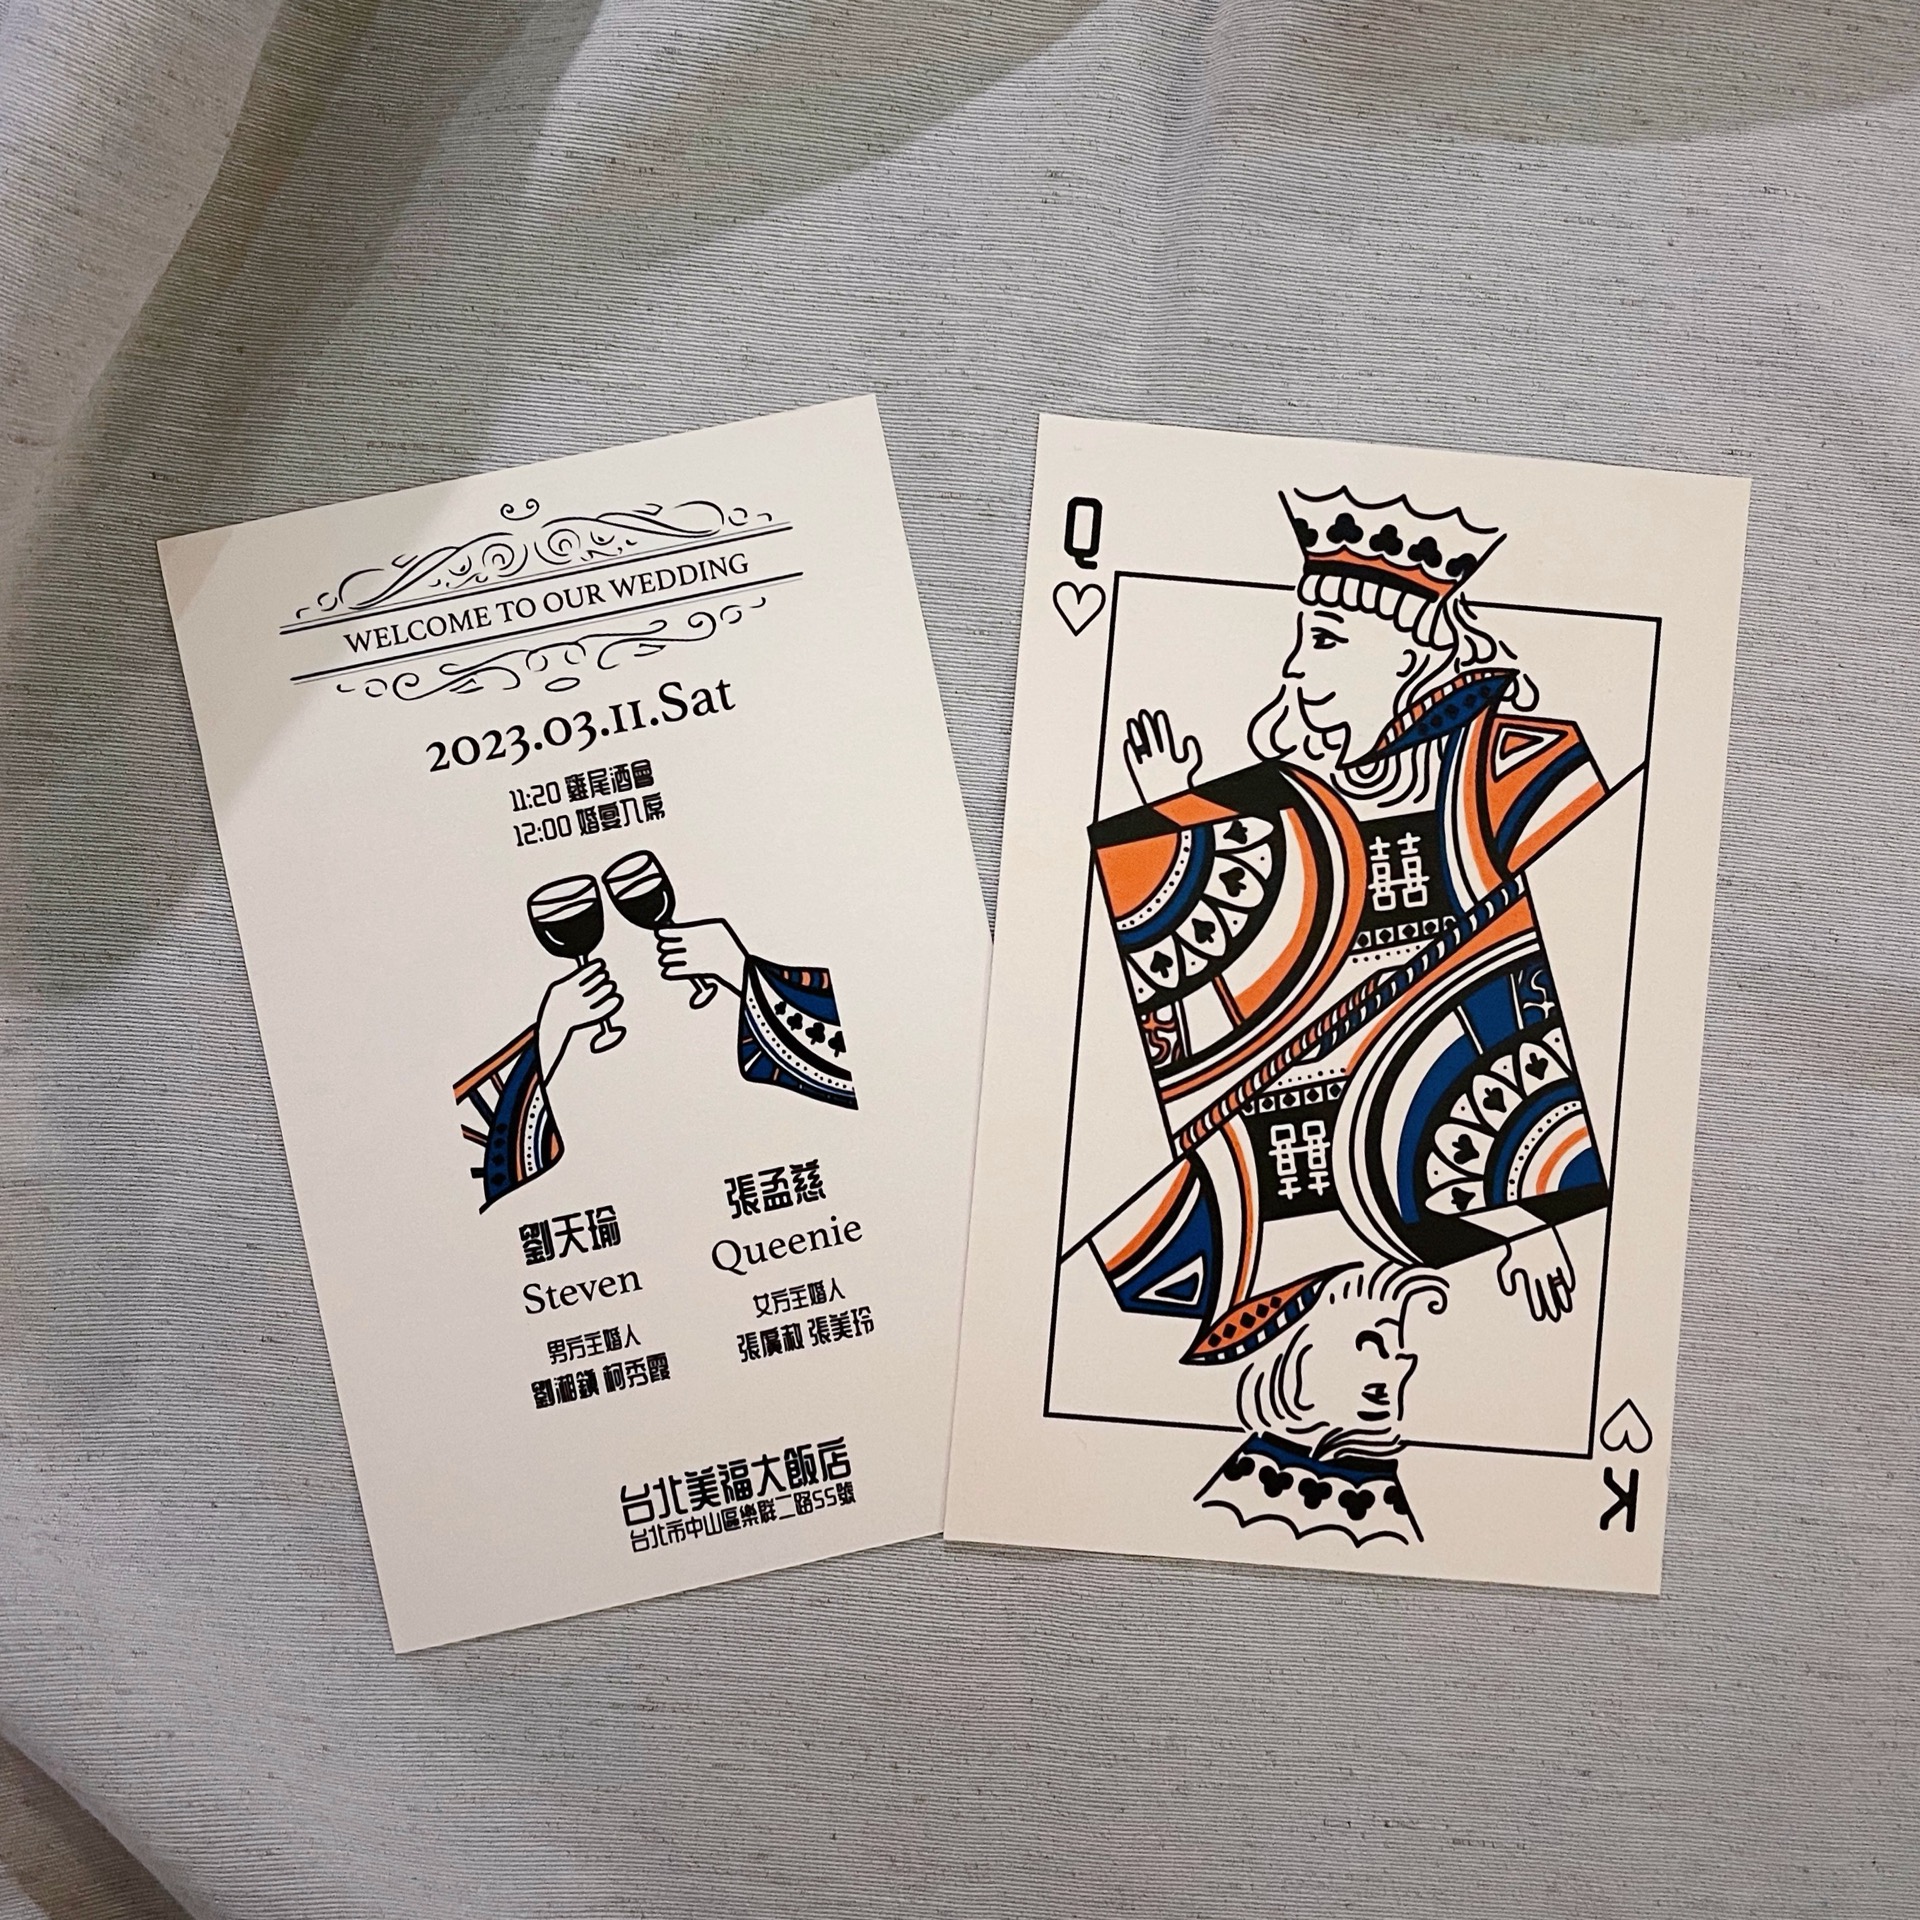 WELCOME TO OUR WEDDING
2023.03.11.Sat
11:20 雞尾酒會
12:00 婚宴入席
劉天瑜
Steven
男方主婚人
劉湘鎮 柯秀霞
張孟慈
Queenie
女方主婚人
張廣淑 張美玲
台北美福大飯店
台北市中山區樂群二路55號
Q
囍
囍
K